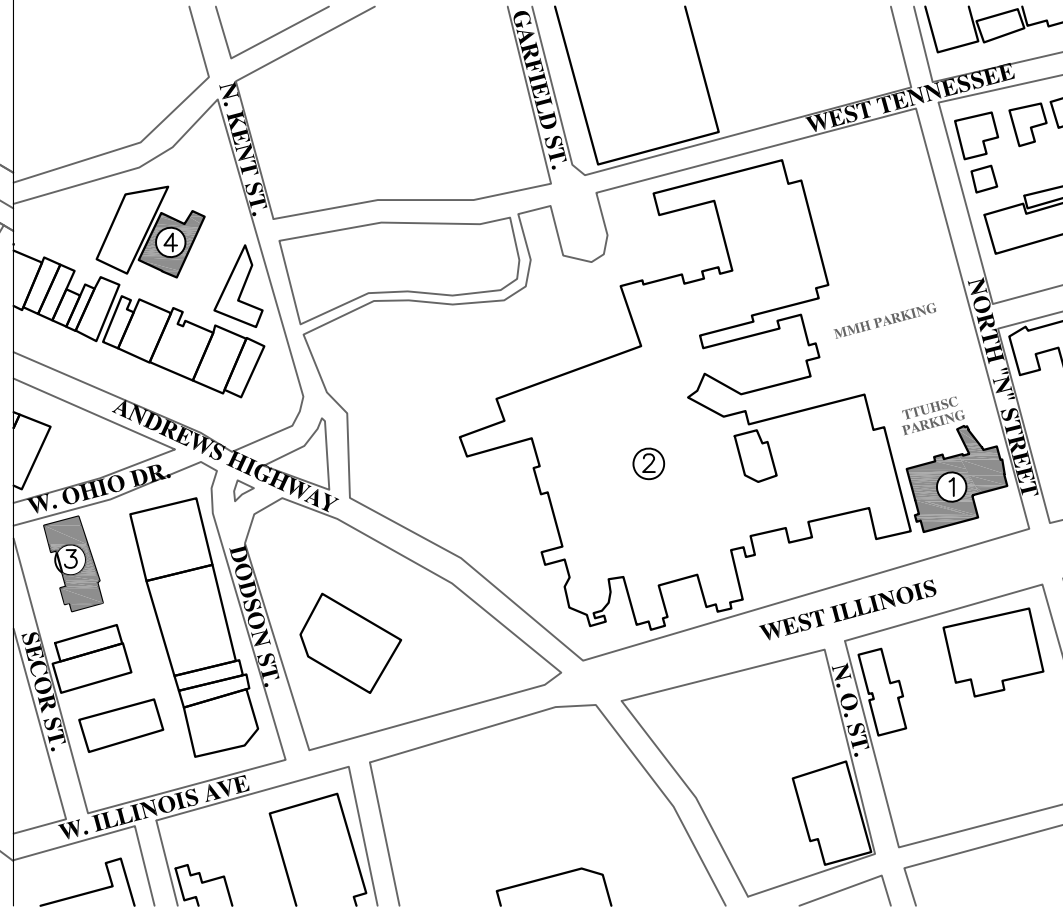 GARFIELD ST.
WEST TENNESSEE
N. KENT ST.
4
NORTH "N" STREET
MMH PARKING
TTUHSC
PARKING
ANDREWS HIGHWAY
2
1
W. OHIO DR.
3
DODSON ST.
WEST ILLINOIS
SECOR ST.
N. O. ST.
W. ILLINOIS AVE